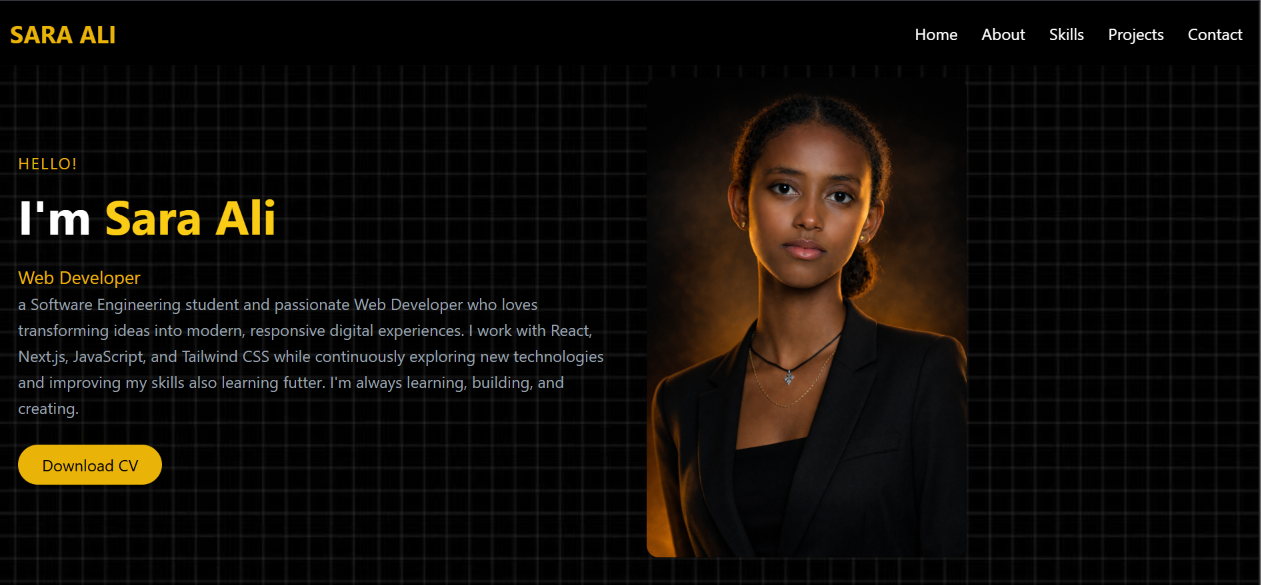 SARA ALI
Home About Skills Projects Contact
HELLO!
I'm Sara Ali
Web Developer
a Software Engineering student and passionate Web Developer who loves
transforming ideas into modern, responsive digital experiences. I work with React,
Next.js, JavaScript, and Tailwind CSS while continuously exploring new technologies
and improving my skills also learning futter. I'm always learning, building, and
creating.
Download CV